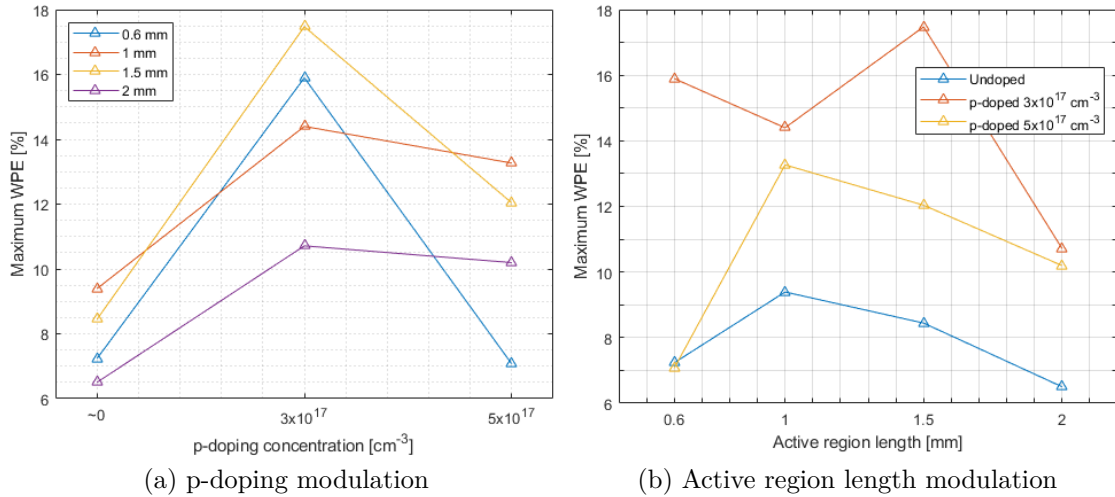 18
16
14
12
10
8
6
Maximum WPE [%]
0.6 mm
1 mm
1.5 mm
2 mm
~0
3x10^17
5x10^17
p-doping concentration [cm^-3]
(a) p-doping modulation
18
16
14
12
10
8
6
Maximum WPE [%]
Undoped
p-doped 3x10^17 cm^-3
p-doped 5x10^17 cm^-3
0.6
1
1.5
2
Active region length [mm]
(b) Active region length modulation